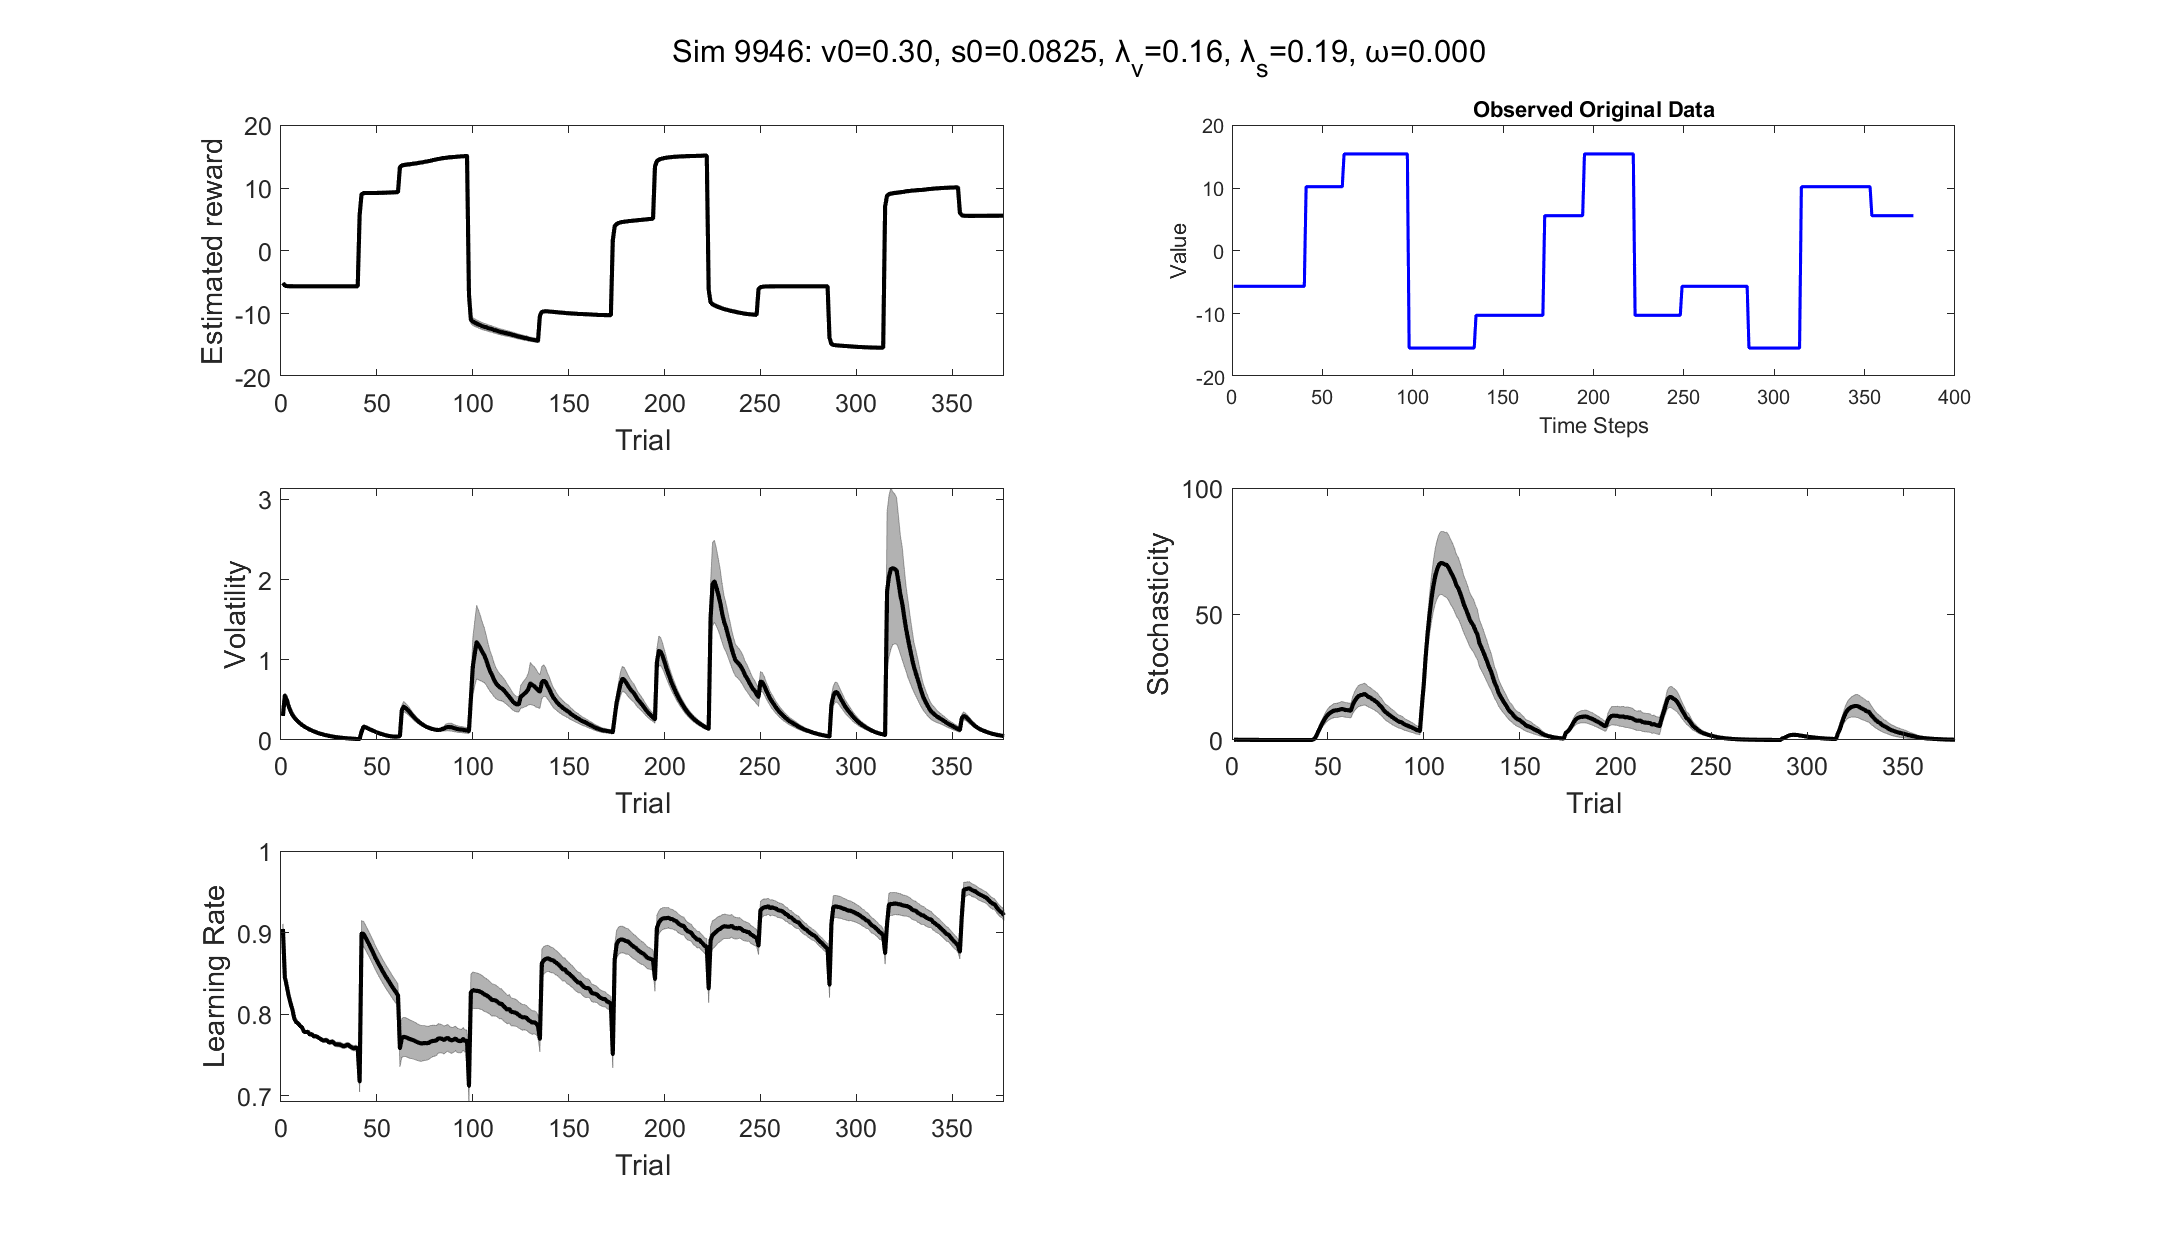 Sim 9946: v0=0.30, s0=0.0825, λ_v=0.16, λ_s=0.19, ω=0.000
Estimated reward
20
10
0
-10
-20
0 50 100 150 200 250 300 350
Trial
Observed Original Data
Value
20
10
0
-10
-20
0 50 100 150 200 250 300 350 400
Time Steps
Volatility
3
2
1
0
0 50 100 150 200 250 300 350
Trial
Stochasticity
100
50
0
0 50 100 150 200 250 300 350
Trial
Learning Rate
1
0.9
0.8
0.7
0 50 100 150 200 250 300 350
Trial